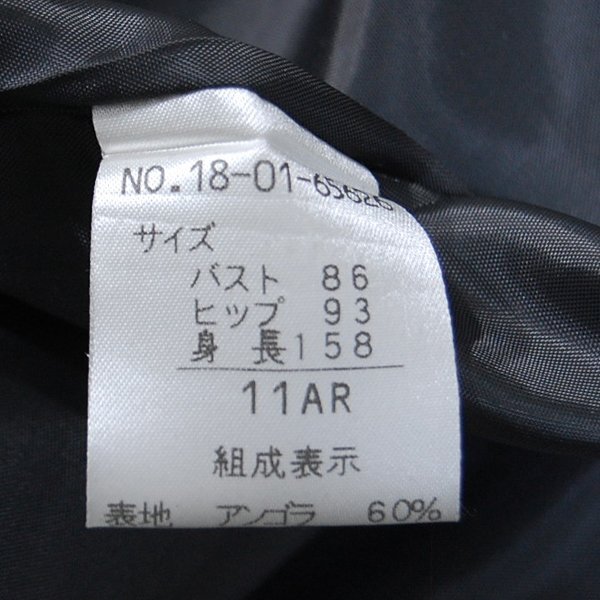 NO.18-01-65626
サイズ
バスト 86
ヒップ 93
身長158
11AR
組成表示
表地 アンゴラ 60%